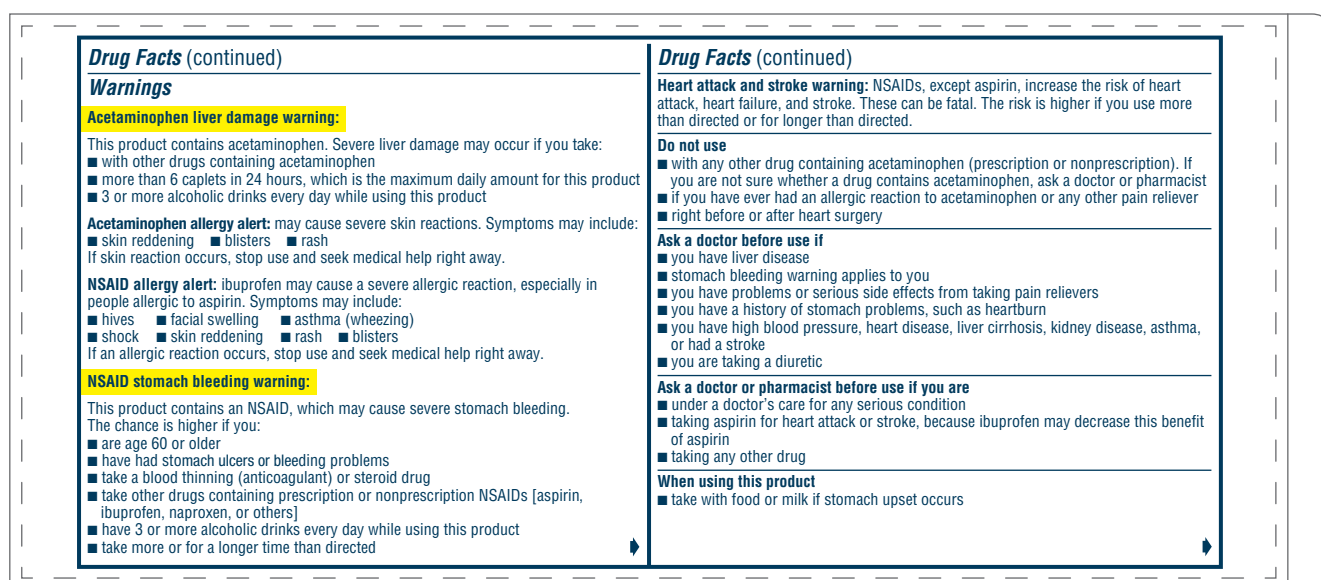 Drug Facts (continued)
Warnings
Acetaminophen liver damage warning:
This product contains acetaminophen. Severe liver damage may occur if you take:
■ with other drugs containing acetaminophen
■ more than 6 caplets in 24 hours, which is the maximum daily amount for this product
■ 3 or more alcoholic drinks every day while using this product
Acetaminophen allergy alert: may cause severe skin reactions. Symptoms may include:
■ skin reddening ■ blisters ■ rash
If skin reaction occurs, stop use and seek medical help right away.
NSAID allergy alert: ibuprofen may cause a severe allergic reaction, especially in
people allergic to aspirin. Symptoms may include:
■ hives ■ facial swelling ■ asthma (wheezing)
■ shock ■ skin reddening ■ rash ■ blisters
If an allergic reaction occurs, stop use and seek medical help right away.
NSAID stomach bleeding warning:
This product contains an NSAID, which may cause severe stomach bleeding.
The chance is higher if you:
■ are age 60 or older
■ have had stomach ulcers or bleeding problems
■ take a blood thinning (anticoagulant) or steroid drug
■ take other drugs containing prescription or nonprescription NSAIDs [aspirin,
ibuprofen, naproxen, or others]
■ have 3 or more alcoholic drinks every day while using this product
■ take more or for a longer time than directed
Drug Facts (continued)
Heart attack and stroke warning: NSAIDs, except aspirin, increase the risk of heart
attack, heart failure, and stroke. These can be fatal. The risk is higher if you use more
than directed or for longer than directed.
Do not use
■ with any other drug containing acetaminophen (prescription or nonprescription). If
you are not sure whether a drug contains acetaminophen, ask a doctor or pharmacist
■ if you have ever had an allergic reaction to acetaminophen or any other pain reliever
■ right before or after heart surgery
Ask a doctor before use if
■ you have liver disease
■ stomach bleeding warning applies to you
■ you have problems or serious side effects from taking pain relievers
■ you have a history of stomach problems, such as heartburn
■ you have high blood pressure, heart disease, liver cirrhosis, kidney disease, asthma,
or had a stroke
■ you are taking a diuretic
Ask a doctor or pharmacist before use if you are
■ under a doctor's care for any serious condition
■ taking aspirin for heart attack or stroke, because ibuprofen may decrease this benefit
of aspirin
■ taking any other drug
When using this product
■ take with food or milk if stomach upset occurs